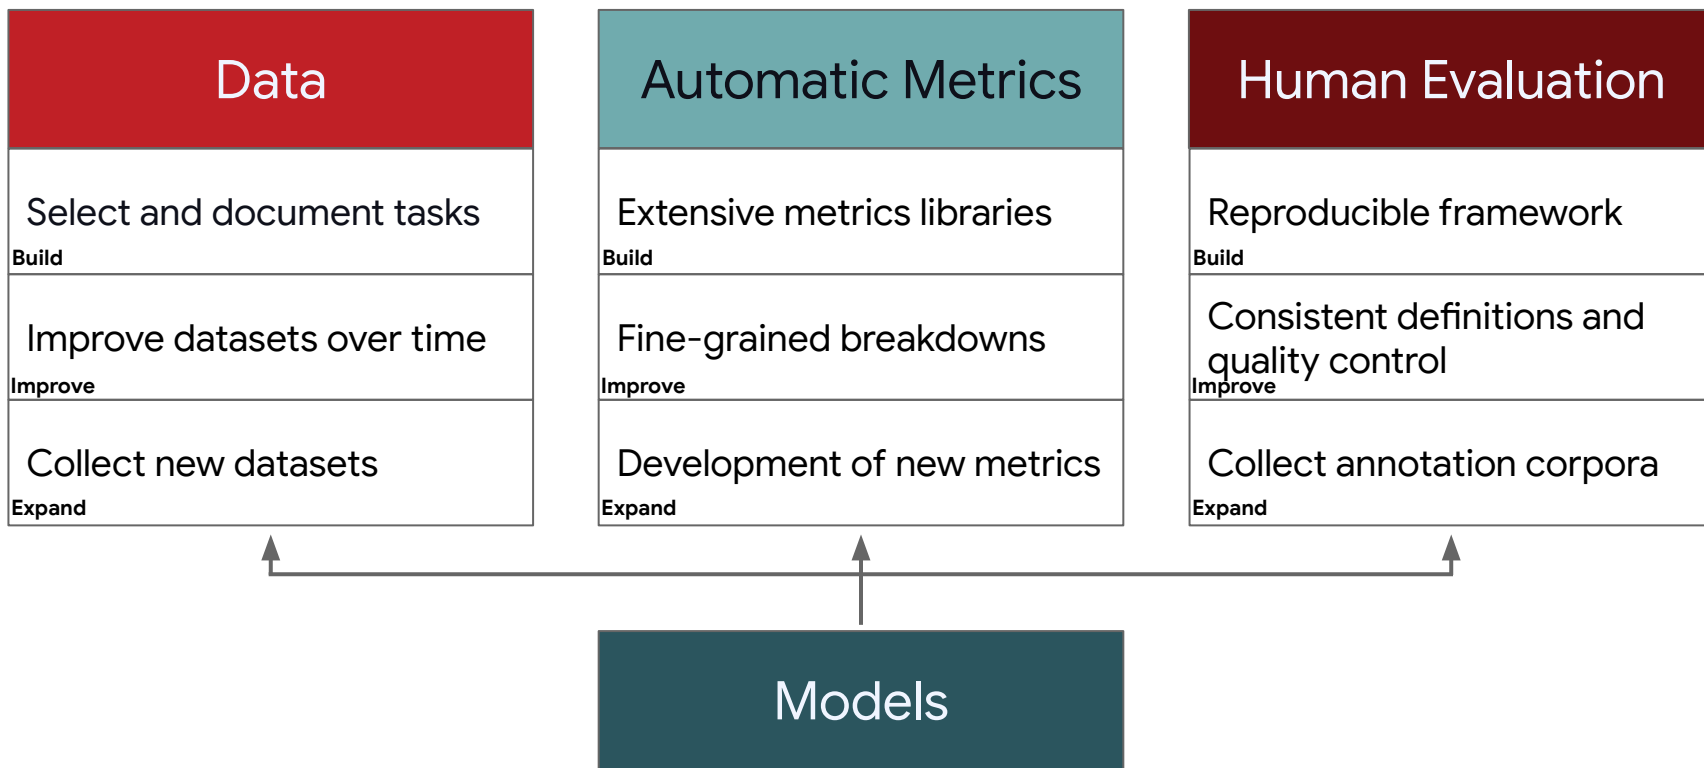 Data
Select and document tasks
Build
Improve datasets over time
Improve
Collect new datasets
Expand
Automatic Metrics
Extensive metrics libraries
Build
Fine-grained breakdowns
Improve
Development of new metrics
Expand
Human Evaluation
Reproducible framework
Build
Consistent definitions and
quality control
Improve
Collect annotation corpora
Expand
Models